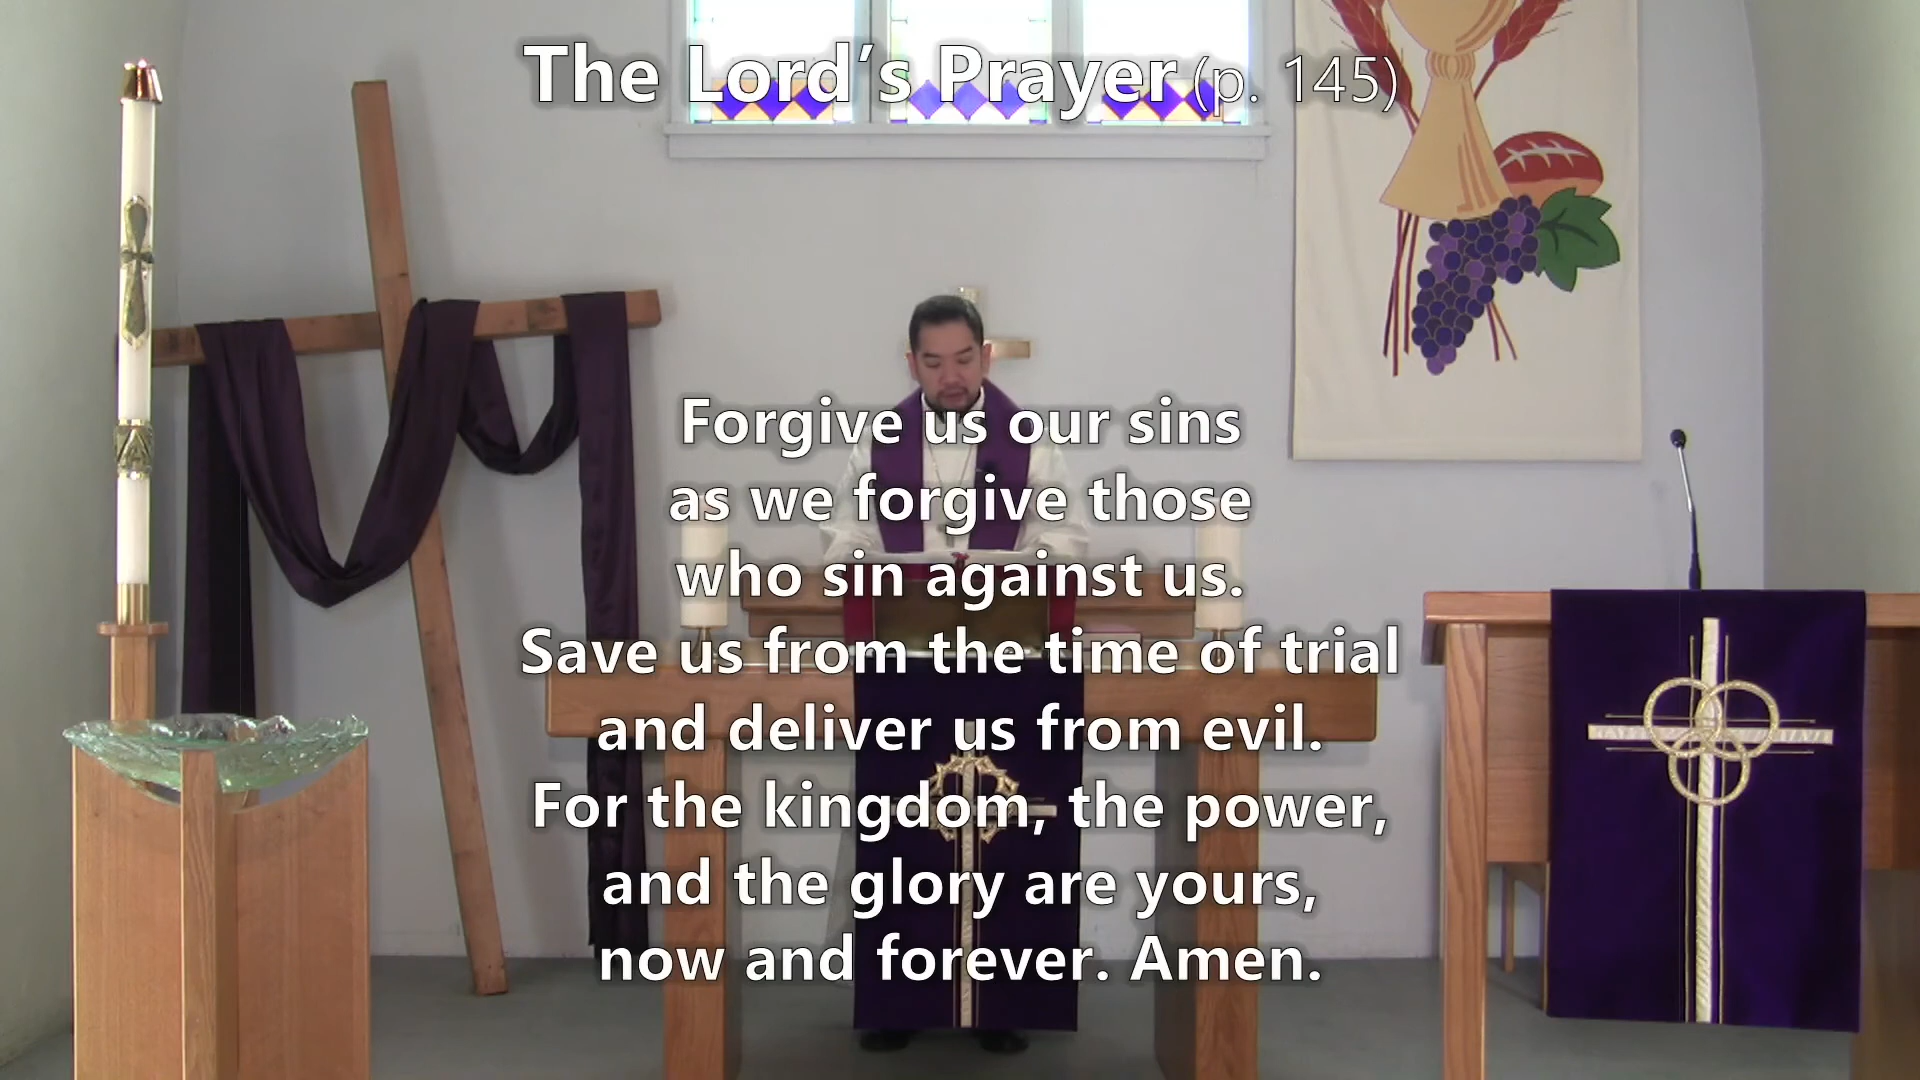 The Lord's Prayer (p. 145)
Forgive us our sins
as we forgive those
who sin against us.
Save us from the time of trial
and deliver us from evil.
For the kingdom, the power,
and the glory are yours,
now and forever. Amen.